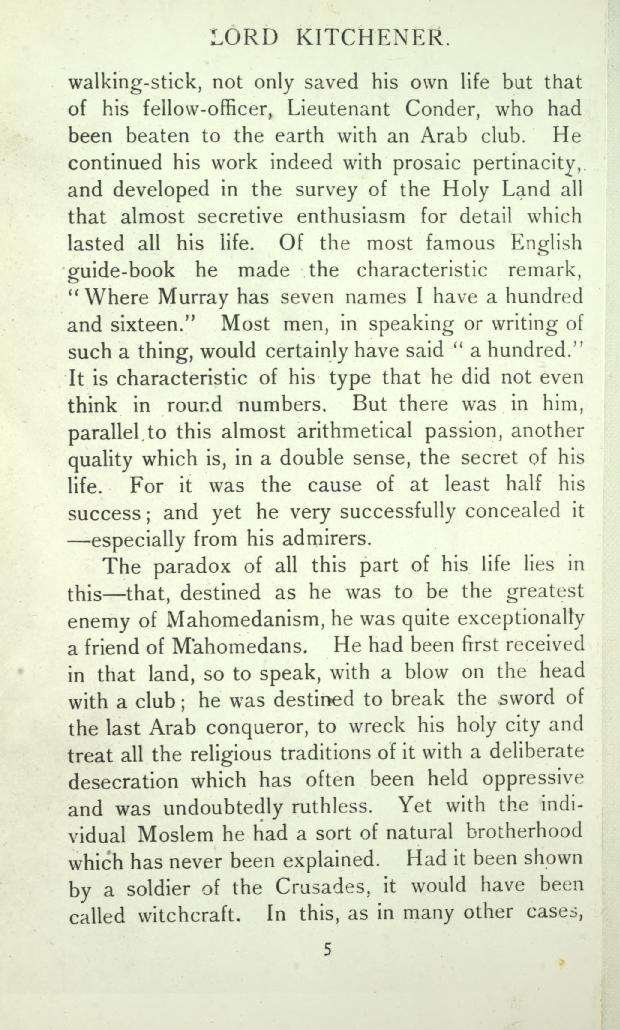 LORD KITCHENER.
walking-stick, not only saved his own life but that
of his fellow-officer, Lieutenant Conder, who had
been beaten to the earth with an Arab club. He
continued his work indeed with prosaic pertinacity,
and developed in the survey of the Holy Land all
that almost secretive enthusiasm for detail which
lasted all his life. Of the most famous English
guide-book he made the characteristic remark,
“Where Murray has seven names I have a hundred
and sixteen.” Most men, in speaking or writing of
such a thing, would certainly have said “ a hundred.”
It is characteristic of his type that he did not even
think in round numbers. But there was in him,
parallel to this almost arithmetical passion, another
quality which is, in a double sense, the secret of his
life. For it was the cause of at least half his
success; and yet he very successfully concealed it
—especially from his admirers.
The paradox of all this part of his life lies in
this—that, destined as he was to be the greatest
enemy of Mahomedanism, he was quite exceptionally
a friend of Mahomedans. He had been first received
in that land, so to speak, with a blow on the head
with a club; he was destined to break the sword of
the last Arab conqueror, to wreck his holy city and
treat all the religious traditions of it with a deliberate
desecration which has often been held oppressive
and was undoubtedly ruthless. Yet with the indi-
vidual Moslem he had a sort of natural brotherhood
which has never been explained. Had it been shown
by a soldier of the Crusades, it would have been
called witchcraft. In this, as in many other cases,
5